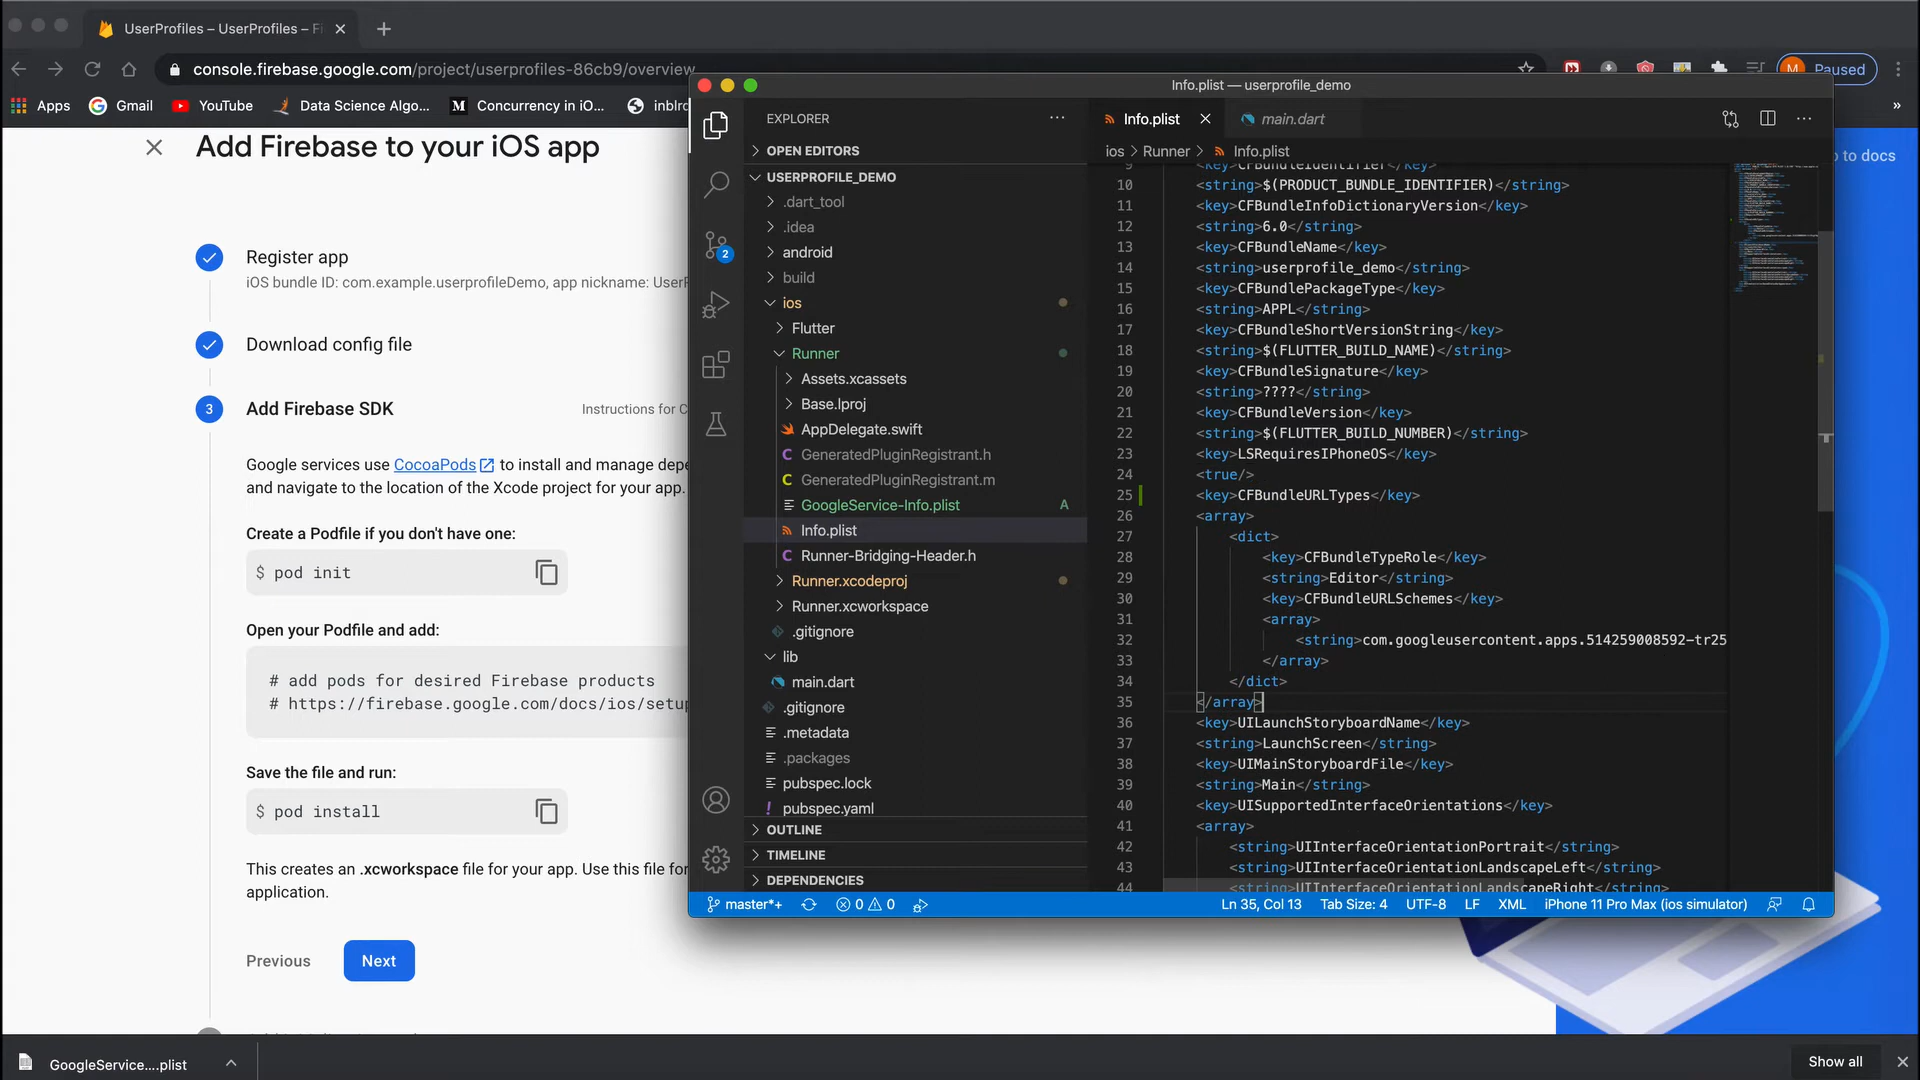 UserProfiles – UserProfiles – Fi
console.firebase.google.com/project/userprofiles-86cb9/overview
M Paused
Apps
Gmail
YouTube
Data Science Algo...
Concurrency in iO...
inblro
»
Add Firebase to your iOS app
to docs
Register app
iOS bundle ID: com.example.userprofileDemo, app nickname: UserP
Download config file
3
Add Firebase SDK
Instructions for C
Google services use CocoaPods to install and manage depe
and navigate to the location of the Xcode project for your app.
Create a Podfile if you don't have one:
$ pod init
Open your Podfile and add:
# add pods for desired Firebase products
# https://firebase.google.com/docs/ios/setup
Save the file and run:
$ pod install
This creates an .xcworkspace file for your app. Use this file for
application.
Previous
Next
GoogleService....plist
Show all
Info.plist — userprofile_demo
EXPLORER
OPEN EDITORS
USERPROFILE_DEMO
.dart_tool
.idea
android
build
ios
Flutter
Runner
Assets.xcassets
Base.lproj
AppDelegate.swift
C GeneratedPluginRegistrant.h
C GeneratedPluginRegistrant.m
GoogleService-Info.plist A
Info.plist
C Runner-Bridging-Header.h
Runner.xcodeproj
Runner.xcworkspace
.gitignore
lib
main.dart
.gitignore
.metadata
.packages
pubspec.lock
! pubspec.yaml
OUTLINE
TIMELINE
DEPENDENCIES
2
Info.plist
main.dart
ios > Runner > Info.plist
9 <key>CFBundleIdentifier</key>
10 <string>$(PRODUCT_BUNDLE_IDENTIFIER)</string>
11 <key>CFBundleInfoDictionaryVersion</key>
12 <string>6.0</string>
13 <key>CFBundleName</key>
14 <string>userprofile_demo</string>
15 <key>CFBundlePackageType</key>
16 <string>APPL</string>
17 <key>CFBundleShortVersionString</key>
18 <string>$(FLUTTER_BUILD_NAME)</string>
19 <key>CFBundleSignature</key>
20 <string>????</string>
21 <key>CFBundleVersion</key>
22 <string>$(FLUTTER_BUILD_NUMBER)</string>
23 <key>LSRequiresIPhoneOS</key>
24 <true/>
25 <key>CFBundleURLTypes</key>
26 <array>
27 <dict>
28 <key>CFBundleTypeRole</key>
29 <string>Editor</string>
30 <key>CFBundleURLSchemes</key>
31 <array>
32 <string>com.googleusercontent.apps.514259008592-tr25
33 </array>
34 </dict>
35 </array>
36 <key>UILaunchStoryboardName</key>
37 <string>LaunchScreen</string>
38 <key>UIMainStoryboardFile</key>
39 <string>Main</string>
40 <key>UISupportedInterfaceOrientations</key>
41 <array>
42 <string>UIInterfaceOrientationPortrait</string>
43 <string>UIInterfaceOrientationLandscapeLeft</string>
44 <string>UIInterfaceOrientationLandscapeRight</string>
master*+ 0 0
Ln 35, Col 13 Tab Size: 4 UTF-8 LF XML iPhone 11 Pro Max (ios simulator)